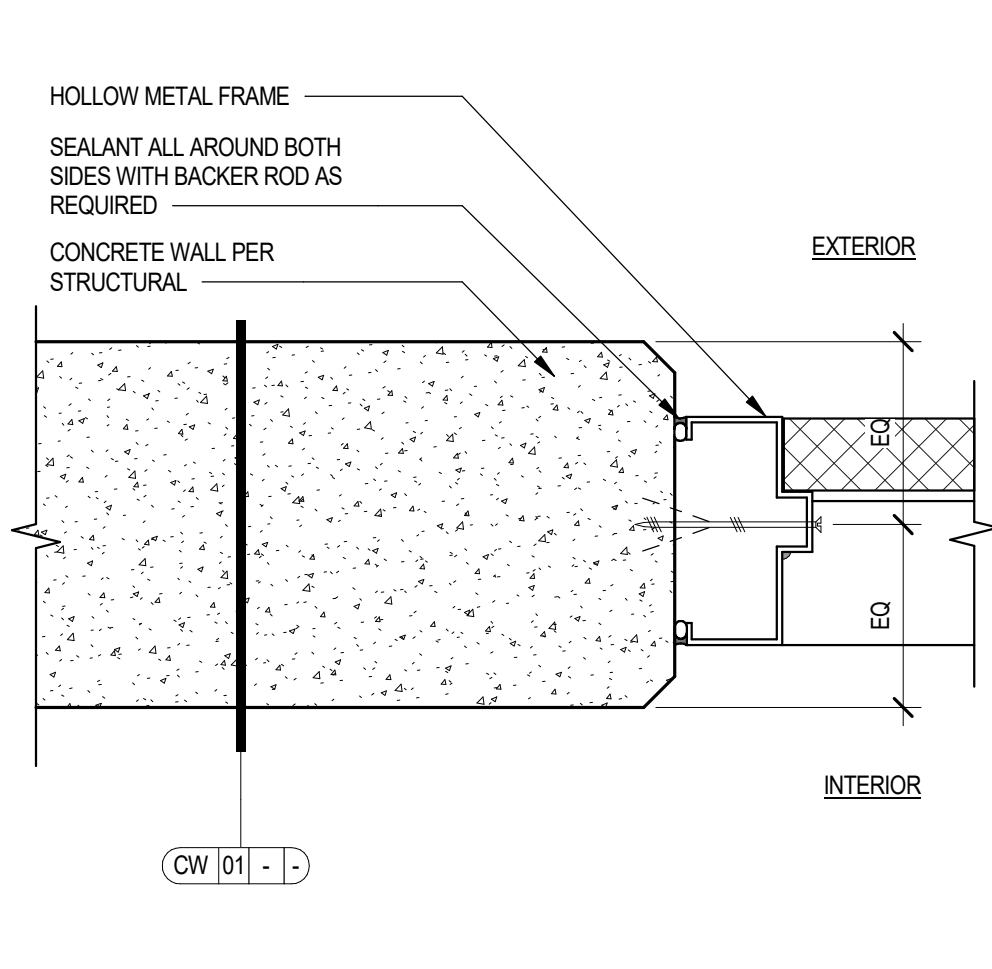 HOLLOW METAL FRAME
SEALANT ALL AROUND BOTH
SIDES WITH BACKER ROD AS
REQUIRED
CONCRETE WALL PER
STRUCTURAL
EXTERIOR
EQ
EQ
INTERIOR
CW 01 - -